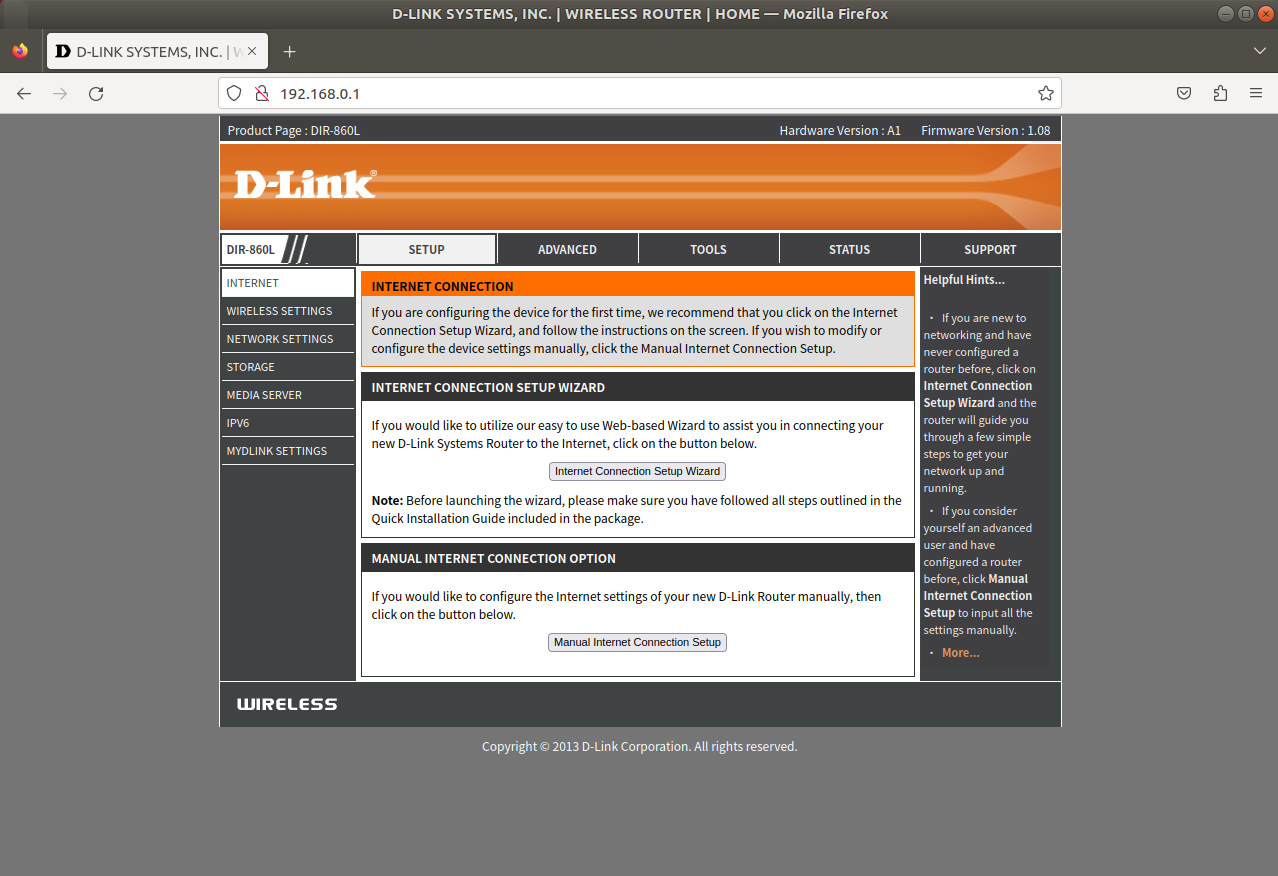 D-LINK SYSTEMS, INC. | WIRELESS ROUTER | HOME — Mozilla Firefox
D-LINK SYSTEMS, INC. | W
192.168.0.1
Product Page : DIR-860L Hardware Version : A1 Firmware Version : 1.08
D-Link®
DIR-860L SETUP ADVANCED TOOLS STATUS SUPPORT
INTERNET
WIRELESS SETTINGS
NETWORK SETTINGS
STORAGE
MEDIA SERVER
IPV6
MYDLINK SETTINGS
INTERNET CONNECTION
If you are configuring the device for the first time, we recommend that you click on the Internet
Connection Setup Wizard, and follow the instructions on the screen. If you wish to modify or
configure the device settings manually, click the Manual Internet Connection Setup.
INTERNET CONNECTION SETUP WIZARD
If you would like to utilize our easy to use Web-based Wizard to assist you in connecting your
new D-Link Systems Router to the Internet, click on the button below.
Internet Connection Setup Wizard
Note: Before launching the wizard, please make sure you have followed all steps outlined in the
Quick Installation Guide included in the package.
MANUAL INTERNET CONNECTION OPTION
If you would like to configure the Internet settings of your new D-Link Router manually, then
click on the button below.
Manual Internet Connection Setup
Helpful Hints...
• If you are new to
networking and have
never configured a
router before, click on
Internet Connection
Setup Wizard and the
router will guide you
through a few simple
steps to get your
network up and
running.
• If you consider
yourself an advanced
user and have
configured a router
before, click Manual
Internet Connection
Setup to input all the
settings manually.
• More...
WIRELESS
Copyright © 2013 D-Link Corporation. All rights reserved.